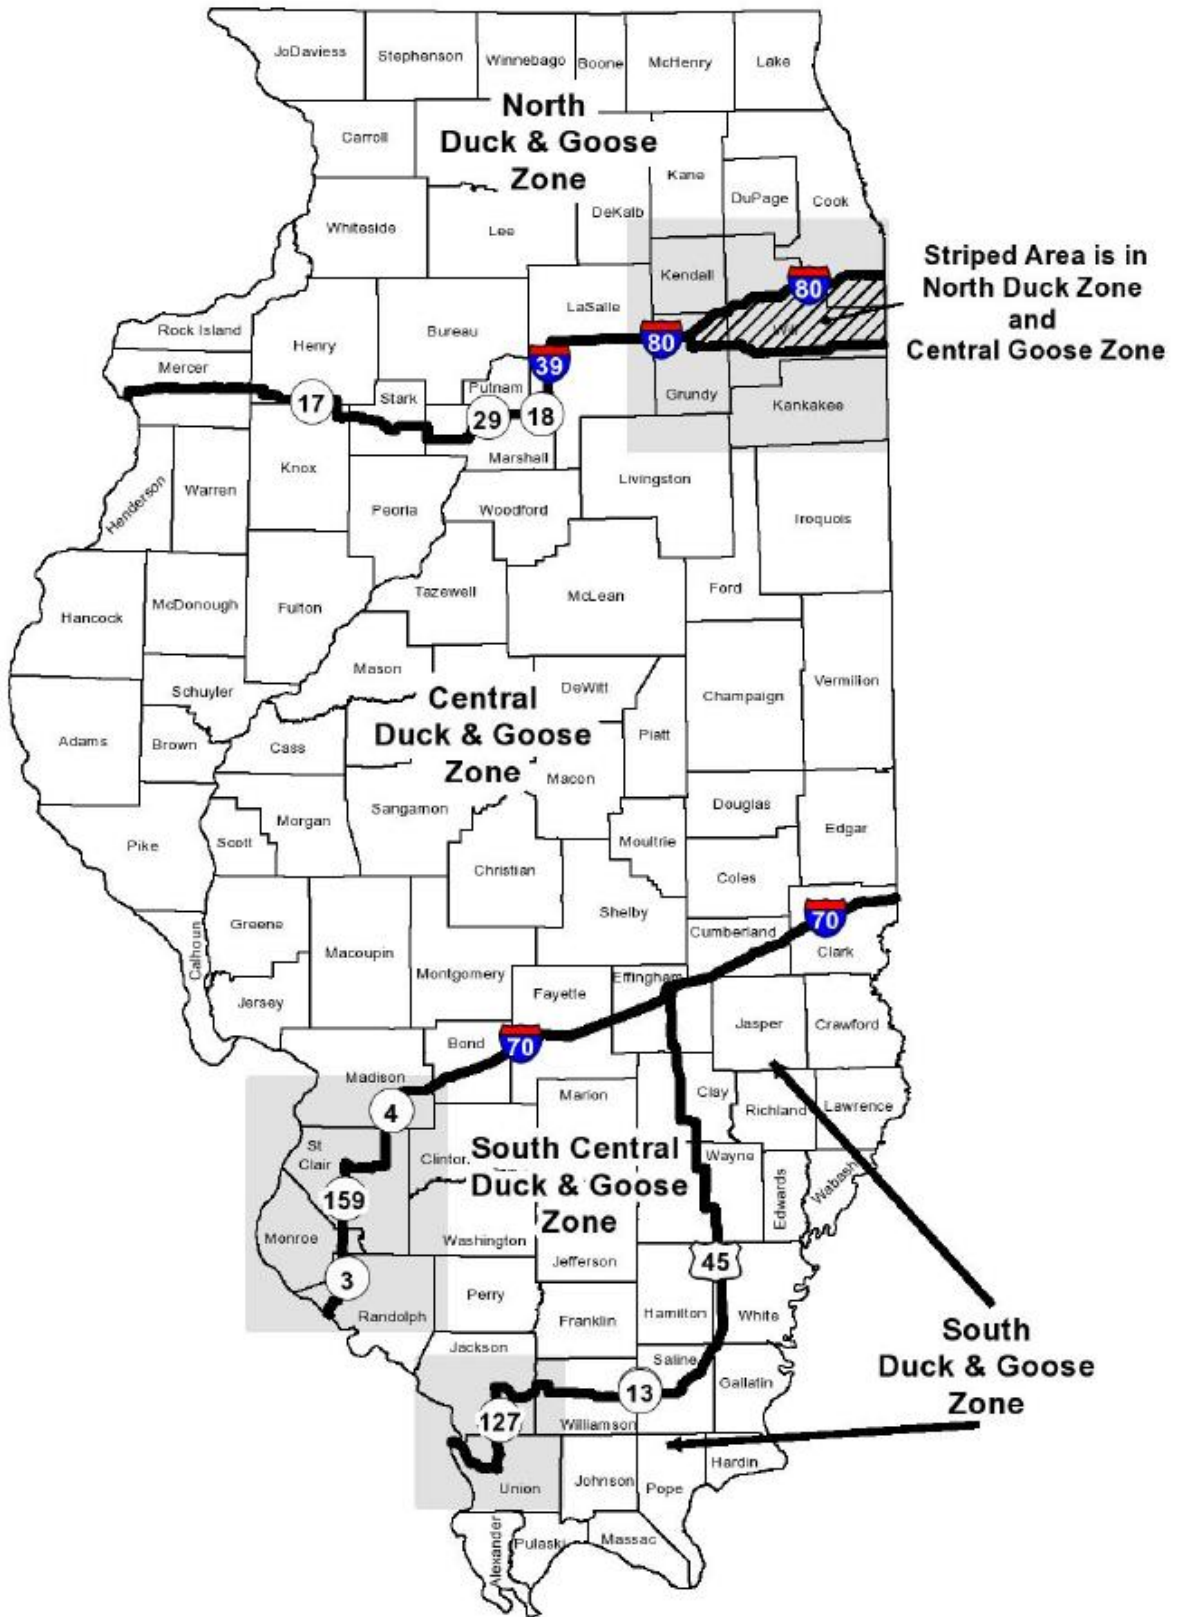 JoDaviess
Stephenson
Winnebago
Boone
McHenry
Lake
North
Duck & Goose
Zone
Carroll
Kane
DuPage
Cook
DeKalb
Whiteside
Lee
Striped Area is in
North Duck Zone
and
Central Goose Zone
Kendall
80
LaSalle
Rock Island
Henry
Bureau
80
Will
39
Mercer
Putnam
Stark
Grundy
Kankakee
17
29
18
Marshall
Knox
Livingston
Henderson
Warren
Peoria
Woodford
Iroquois
Ford
Hancock
McDonough
Fulton
Tazewell
McLean
Mason
Schuyler
DeWitt
Champaign
Vermilion
Central
Duck & Goose
Zone
Adams
Brown
Cass
Piatt
Macon
Sangamon
Morgan
Douglas
Pike
Scott
Moultrie
Edgar
Christian
Coles
Shelby
Greene
Calhoun
Macoupin
Cumberland
70
Clark
Montgomery
Effingham
Fayette
Jersey
Jasper
Crawford
Bond
70
Madison
4
Marion
Clay
Richland
Lawrence
St
Clair
Clinton
South Central
Duck & Goose
Zone
Wayne
Edwards
Wabash
159
Monroe
Washington
Jefferson
45
3
Randolph
Perry
Franklin
Hamilton
White
South
Duck & Goose
Zone
Jackson
Saline
Gallatin
13
127
Williamson
Hardin
Union
Johnson
Pope
Alexander
Pulaski
Massac